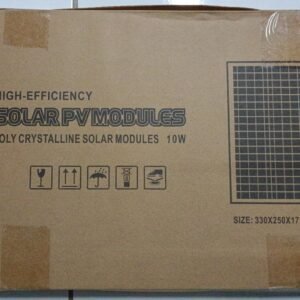 HIGH-EFFICIENCY
SOLAR PV MODULES
OLY CRYSTALLINE SOLAR MODULES 10W
SIZE: 330X250X17